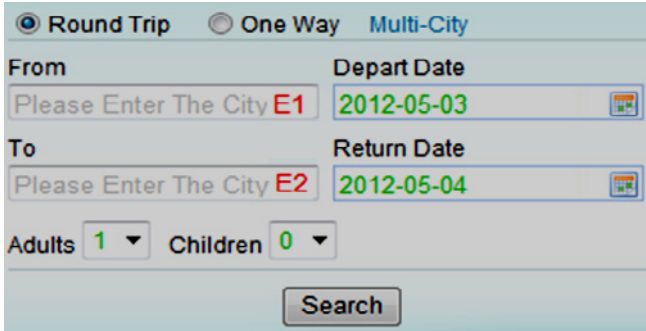 Round Trip One Way Multi-City
From Depart Date
Please Enter The City E1 2012-05-03
To Return Date
Please Enter The City E2 2012-05-04
Adults 1 Children 0
Search